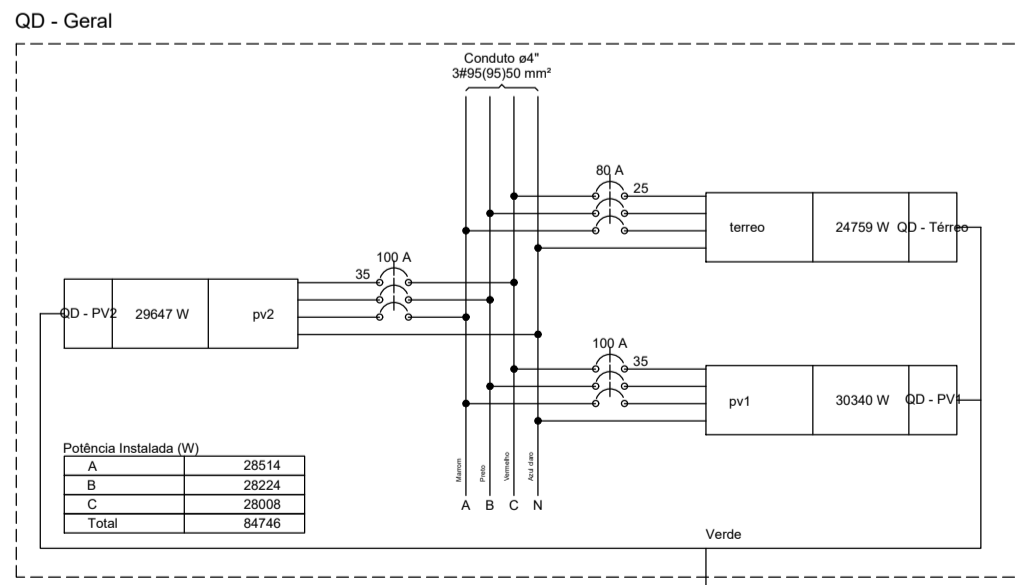 QD - Geral
Conduto ø4"
3#95(95)50 mm²
80 A
25
terreo
24759 W
QD - Térreo
100 A
35
QD - PV2
29647 W
pv2
100 A
35
pv1
30340 W
QD - PV1
Potência Instalada (W)
A 28514
B 28224
C 28008
Total 84746
Marrom
Preto
Vermelho
Azul claro
A B C N
Verde